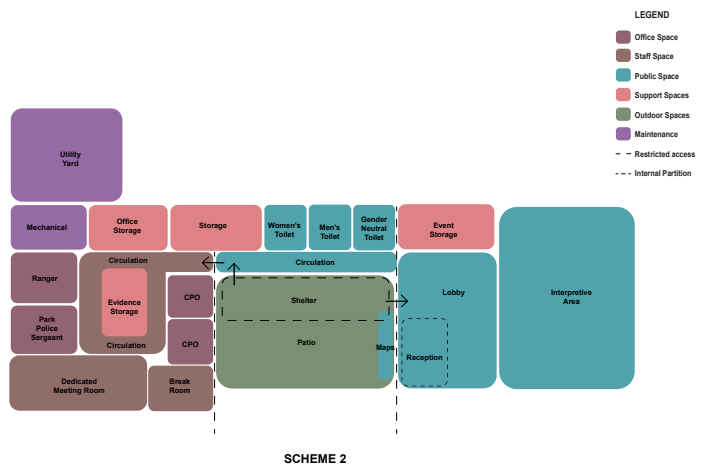 LEGEND
Office Space
Staff Space
Public Space
Support Spaces
Outdoor Spaces
Maintenance
Restricted access
Internal Partition
Utility
Yard
Mechanical
Office
Storage
Storage
Women's
Toilet
Men's
Toilet
Gender
Neutral
Toilet
Event
Storage
Circulation
Circulation
Ranger
Evidence
Storage
CPO
Shelter
Lobby
Interpretive
Area
Park
Police
Sergeant
Circulation
CPO
Patio
Maps
Reception
Dedicated
Meeting Room
Break
Room
SCHEME 2